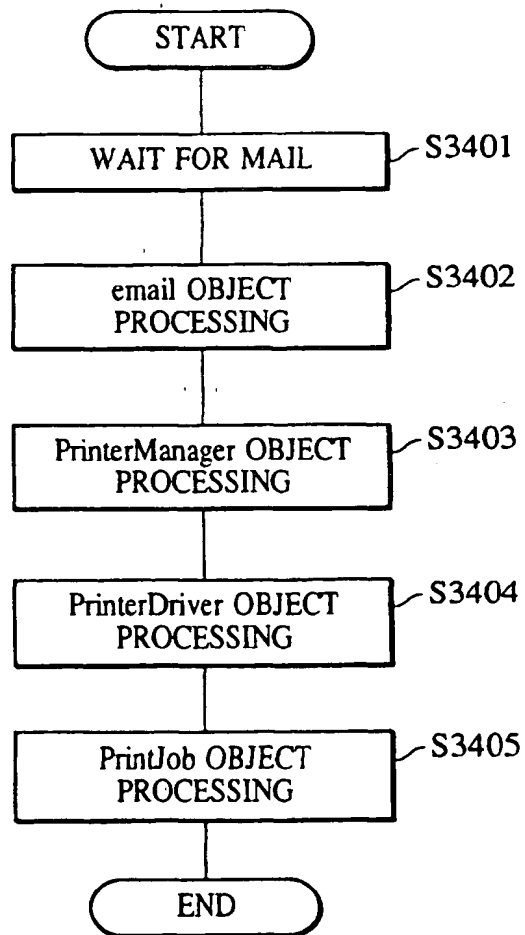 START
WAIT FOR MAIL
S3401
email OBJECT
PROCESSING
S3402
PrinterManager OBJECT
PROCESSING
S3403
PrinterDriver OBJECT
PROCESSING
S3404
PrintJob OBJECT
PROCESSING
S3405
END